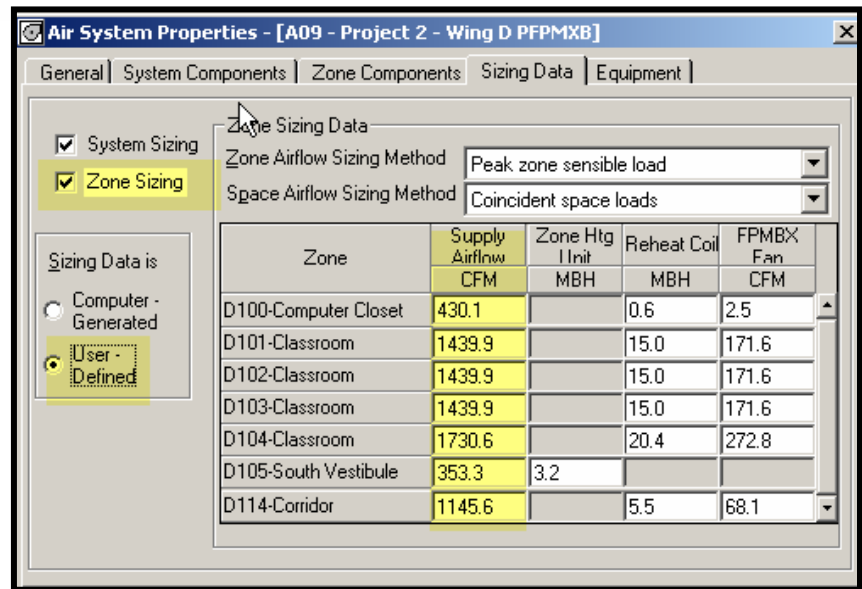 Air System Properties - [A09 - Project 2 - Wing D PFPMXB]
General System Components Zone Components Sizing Data Equipment
System Sizing
Zone Sizing
Sizing Data is
Computer -
Generated
User -
Defined
Zone Sizing Data
Zone Airflow Sizing Method Peak zone sensible load
Space Airflow Sizing Method Coincident space loads
Zone Supply Airflow Zone Htg Unit Reheat Coil FPMBX Fan
CFM MBH MBH CFM
D100-Computer Closet 430.1 0.6 2.5
D101-Classroom 1439.9 15.0 171.6
D102-Classroom 1439.9 15.0 171.6
D103-Classroom 1439.9 15.0 171.6
D104-Classroom 1730.6 20.4 272.8
D105-South Vestibule 353.3 3.2
D114-Corridor 1145.6 5.5 68.1